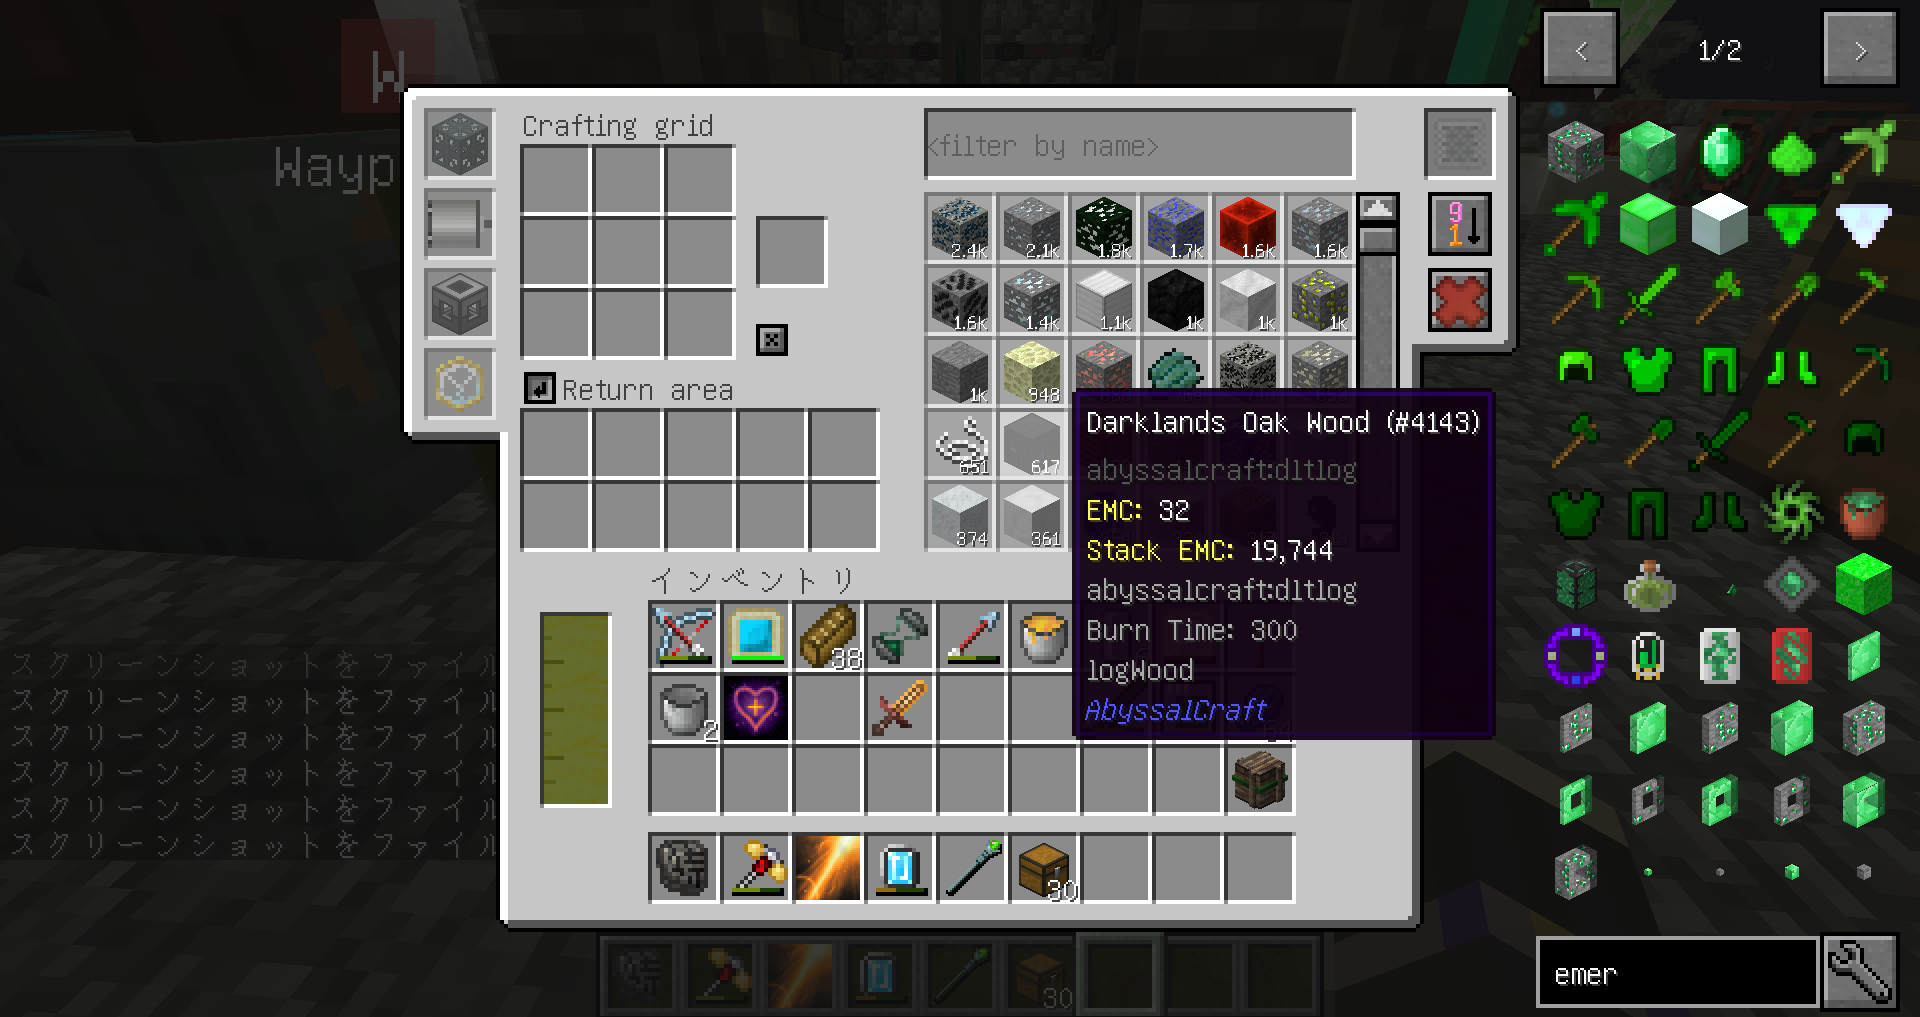 W
Wayp
Crafting grid
<filter by name>
2.4k
2.1k
1.8k
1.7k
1.6k
1.6k
1.6k
1.4k
1.1k
1k
1k
1k
1k
948
651
617
374
361
9
1
Return area
Darklands Oak Wood (#4143)
abyssalcraft:dltlog
EMC: 32
Stack EMC: 19,744
abyssalcraft:dltlog
Burn Time: 300
logWood
AbyssalCraft
インベントリ
38
2
30
スクリーンショットをファイル
スクリーンショットをファイル
スクリーンショットをファイル
スクリーンショットをファイル
スクリーンショットをファイル
スクリーンショットをファイル
30
< 1/2 >
emer